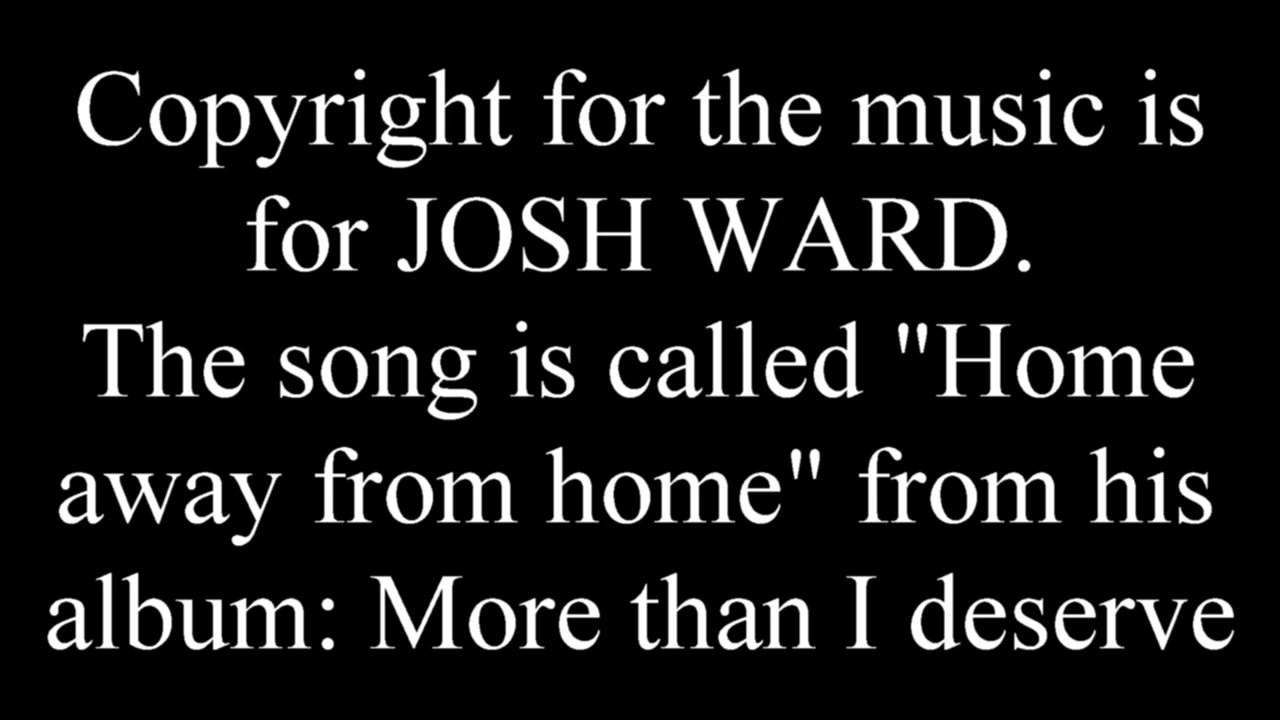 Copyright for the music is
for JOSH WARD.
The song is called "Home
away from home" from his
album: More than I deserve